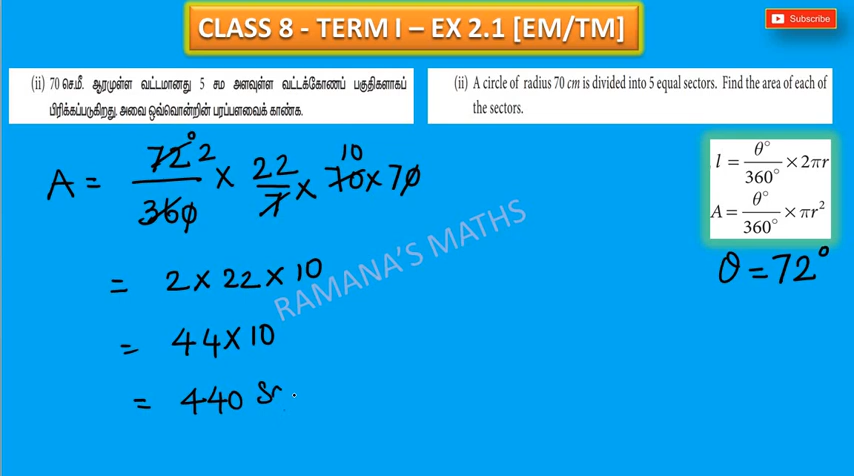 CLASS 8 - TERM I – EX 2.1 [EM/TM]
Subscribe
(ii) 70 செ.மீ. ஆரமுள்ள வட்டமானது 5 சம அளவுள்ள வட்டக்கோணப் பகுதிகளாகப்
பிரிக்கப்படுகிறது. அவை ஒவ்வொன்றின் பரப்பளவைக் காண்க.
(ii) A circle of radius 70 cm is divided into 5 equal sectors. Find the area of each of
the sectors.
l = θ°/360° × 2πr
A = θ°/360° × πr²
θ = 72°
A = 72° 2/360 × 22/7 × 70 10 × 70
= 2 × 22 × 10
= 44 × 10
= 440
RAMANA'S MATHS